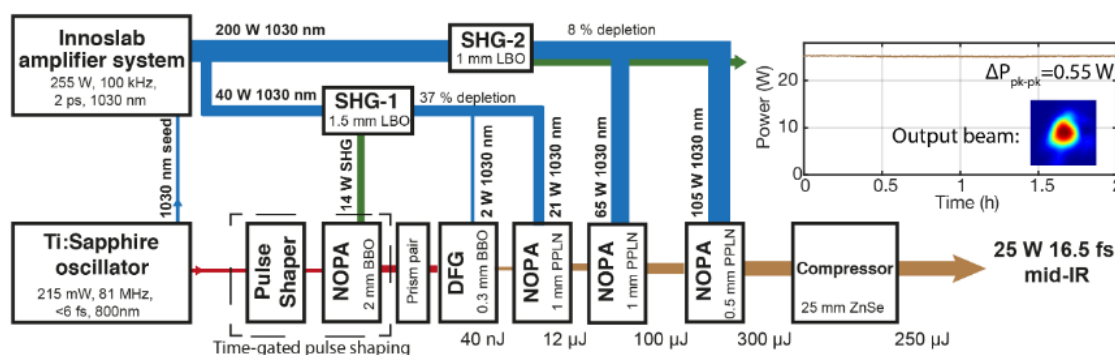 Innoslab
amplifier system
255 W, 100 kHz,
2 ps, 1030 nm
200 W 1030 nm
SHG-2
1 mm LBO
8 % depletion
40 W 1030 nm
SHG-1
1.5 mm LBO
37 % depletion
1030 nm seed
14 W SHG
2 W 1030 nm
21 W 1030 nm
65 W 1030 nm
105 W 1030 nm
Power (W)
20
10
0
0
0.5
1
1.5
2
Time (h)
ΔPpk-pk=0.55 W
Output beam:
Ti:Sapphire
oscillator
215 mW, 81 MHz,
<6 fs, 800nm
Pulse
Shaper
NOPA
2 mm BBO
Time-gated pulse shaping
Prism pair
DFG
0.3 mm BBO
NOPA
1 mm PPLN
NOPA
1 mm PPLN
NOPA
0.5 mm PPLN
Compressor
25 mm ZnSe
25 W 16.5 fs
mid-IR
40 nJ
12 μJ
100 μJ
300 μJ
250 μJ